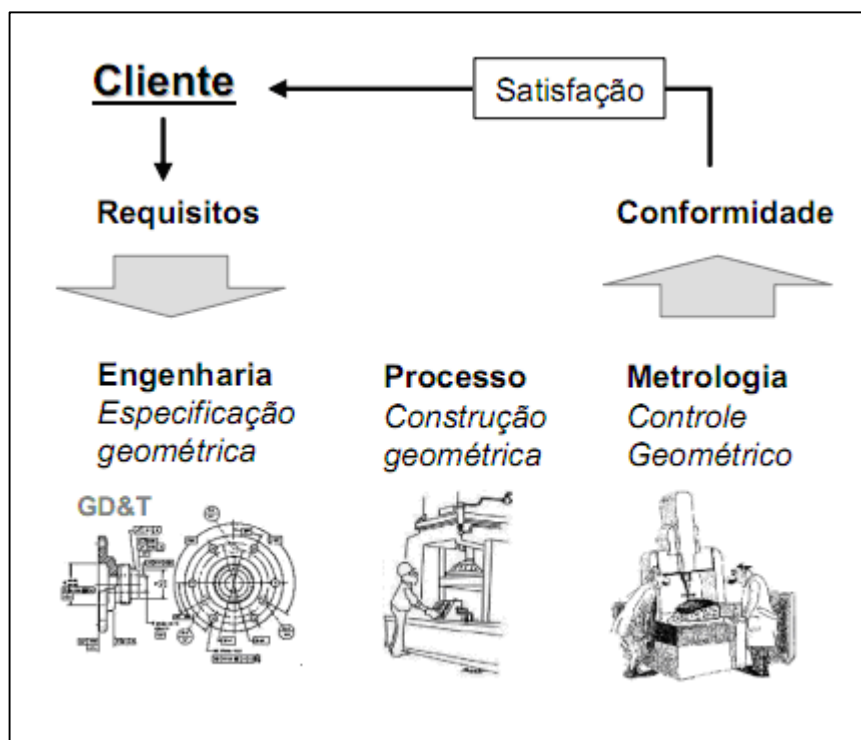 Cliente
Satisfação
Requisitos
Conformidade
Engenharia
Especificação
geométrica
Processo
Construção
geométrica
Metrologia
Controle
Geométrico
GD&T